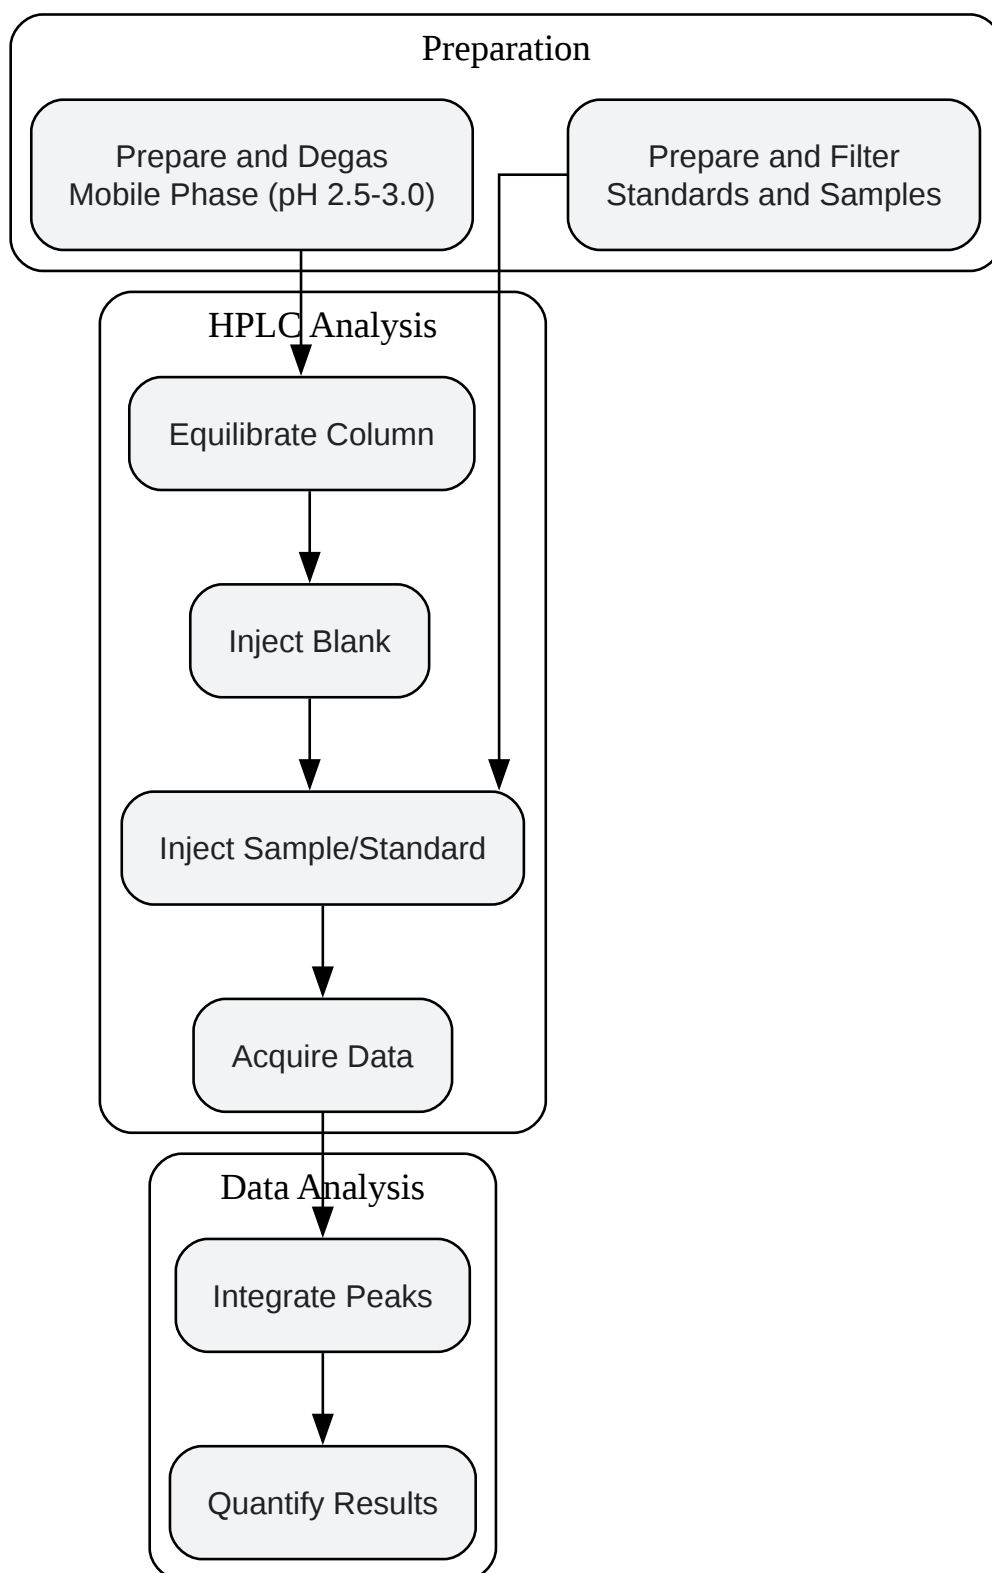 Preparation
Prepare and Degas
Mobile Phase (pH 2.5-3.0)
Prepare and Filter
Standards and Samples
HPLC Analysis
Equilibrate Column
Inject Blank
Inject Sample/Standard
Acquire Data
Data Analysis
Integrate Peaks
Quantify Results